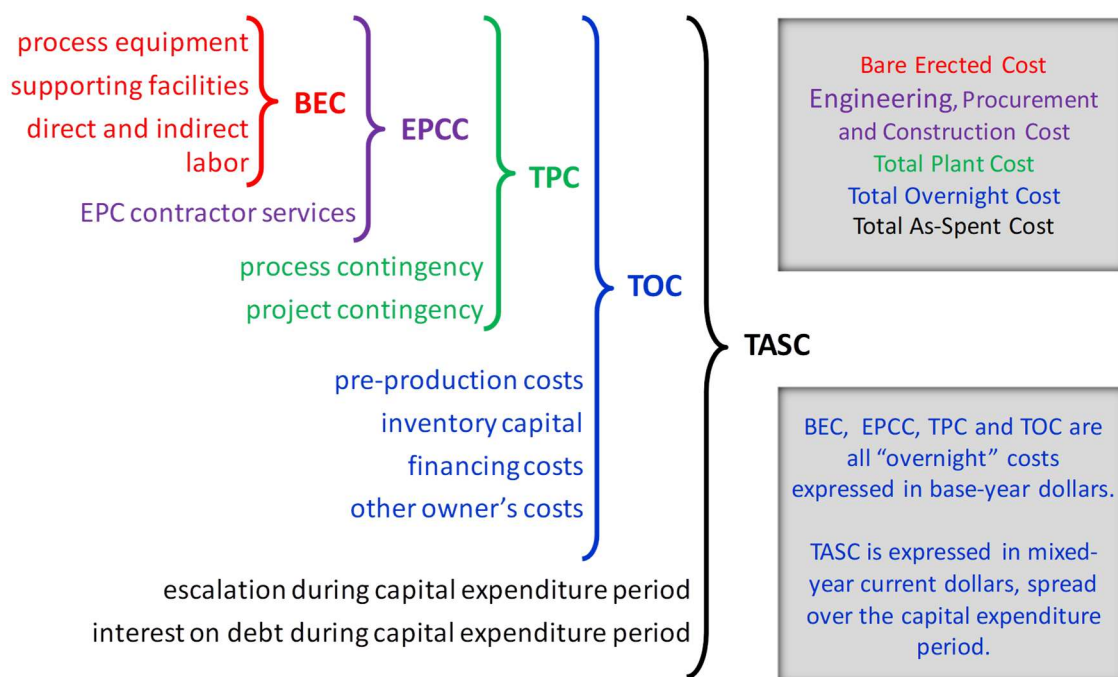 process equipment
supporting facilities
direct and indirect
labor
BEC
EPC contractor services
EPCC
process contingency
project contingency
TPC
pre-production costs
inventory capital
financing costs
other owner's costs
TOC
escalation during capital expenditure period
interest on debt during capital expenditure period
TASC
Bare Erected Cost
Engineering, Procurement
and Construction Cost
Total Plant Cost
Total Overnight Cost
Total As-Spent Cost
BEC, EPCC, TPC and TOC are
all “overnight” costs
expressed in base-year dollars.
TASC is expressed in mixed-
year current dollars, spread
over the capital expenditure
period.